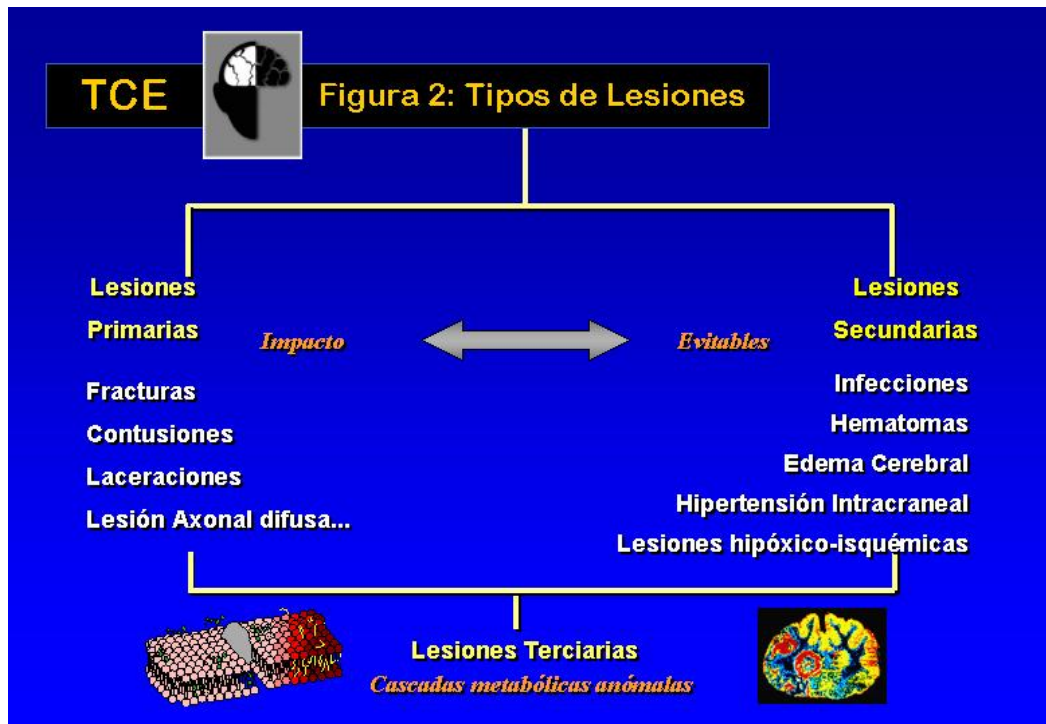 TCE
Figura 2: Tipos de Lesiones
Lesiones
Primarias
Impacto
Fracturas
Contusiones
Laceraciones
Lesión Axonal difusa...
Lesiones
Secundarias
Evitables
Infecciones
Hematomas
Edema Cerebral
Hipertensión Intracraneal
Lesiones hipóxico-isquémicas
Lesiones Terciarias
Cascadas metabólicas anómalas